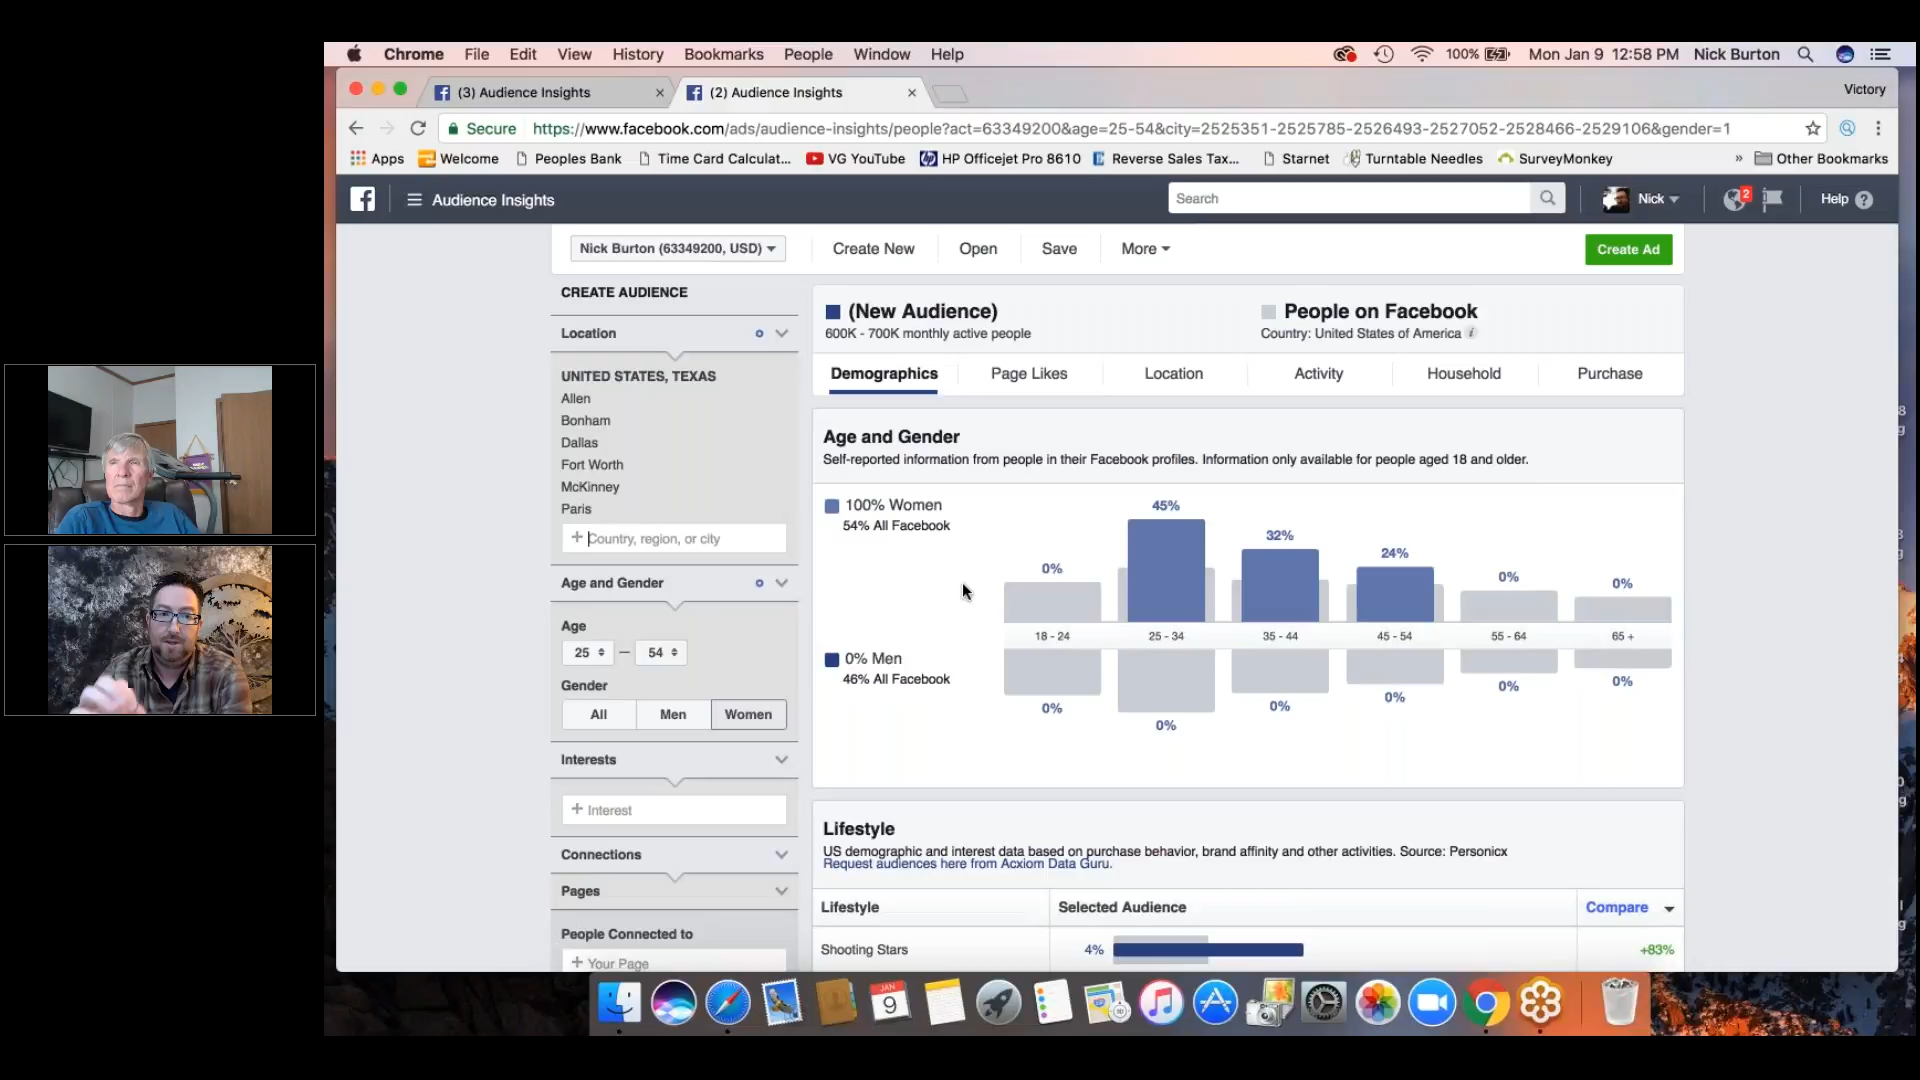 Chrome File Edit View History Bookmarks People Window Help
100% Mon Jan 9 12:58 PM Nick Burton
(3) Audience Insights × (2) Audience Insights × Victory
Secure https://www.facebook.com/ads/audience-insights/people?act=63349200&age=25-54&city=2525351-2525785-2526493-2527052-2528466-2529106&gender=1
Apps Welcome Peoples Bank Time Card Calculat... VG YouTube HP Officejet Pro 8610 Reverse Sales Tax... Starnet Turntable Needles SurveyMonkey » Other Bookmarks
Audience Insights Search Nick 2 Help ?
Nick Burton (63349200, USD) Create New Open Save More Create Ad
CREATE AUDIENCE
Location
UNITED STATES, TEXAS
Allen
Bonham
Dallas
Fort Worth
McKinney
Paris
+ Country, region, or city
Age and Gender
Age
25 — 54
Gender
All Men Women
Interests
+ Interest
Connections
Pages
People Connected to
+ Your Page
(New Audience)
600K - 700K monthly active people
People on Facebook
Country: United States of America i
Demographics Page Likes Location Activity Household Purchase
Age and Gender
Self-reported information from people in their Facebook profiles. Information only available for people aged 18 and older.
100% Women
54% All Facebook
0% 45% 32% 24% 0% 0%
18 - 24 25 - 34 35 - 44 45 - 54 55 - 64 65 +
0% Men
46% All Facebook
0% 0% 0% 0% 0% 0%
Lifestyle
US demographic and interest data based on purchase behavior, brand affinity and other activities. Source: Personicx
Request audiences here from Acxiom Data Guru.
Lifestyle Selected Audience Compare
Shooting Stars 4% +83%
JAN
9